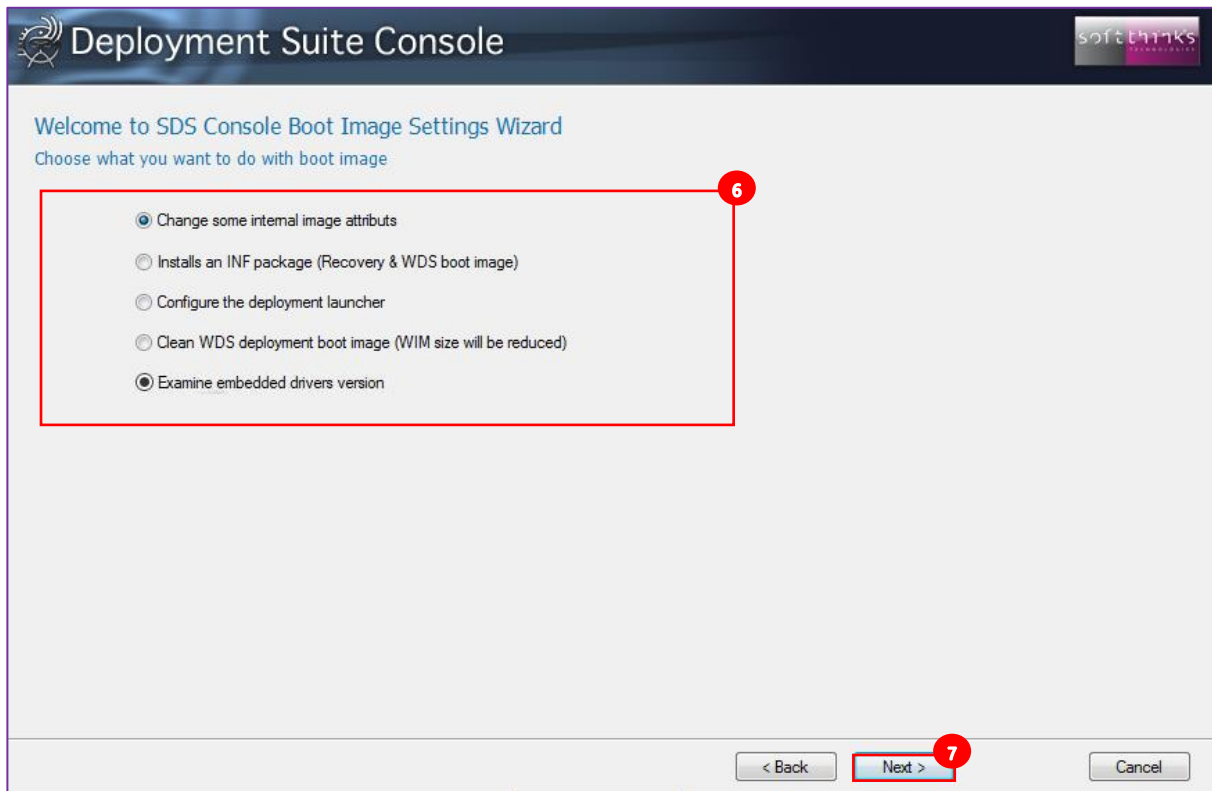 Deployment Suite Console
softthinks
TECHNOLOGIES
Welcome to SDS Console Boot Image Settings Wizard
Choose what you want to do with boot image
6
Change some internal image attributs
Installs an INF package (Recovery & WDS boot image)
Configure the deployment launcher
Clean WDS deployment boot image (WIM size will be reduced)
Examine embedded drivers version
7
< Back
Next >
Cancel